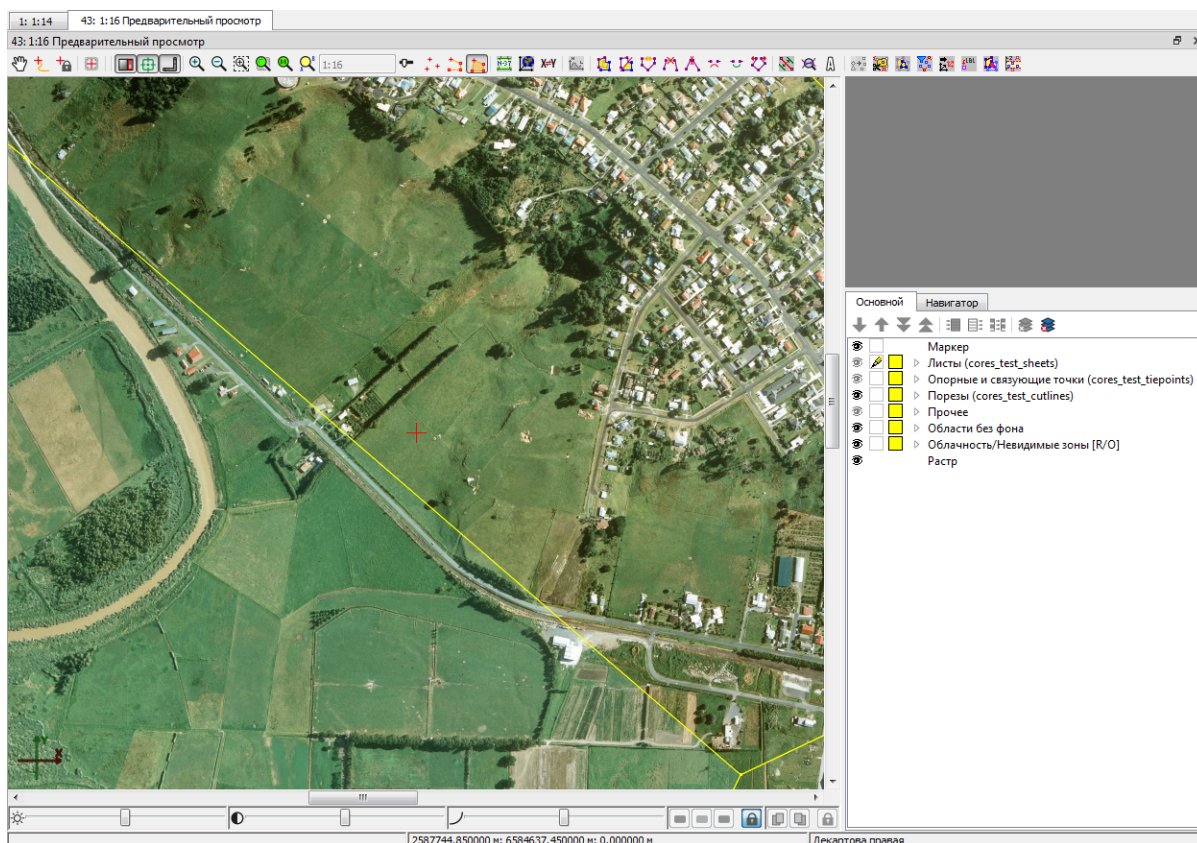 1: 1:14
43: 1:16 Предварительный просмотр
43: 1:16 Предварительный просмотр
1:16
X=Y
LBL
Основной
Навигатор
Маркер
Листы (cores_test_sheets)
Опорные и связующие точки (cores_test_tiepoints)
Порезы (cores_test_cutlines)
Прочее
Области без фона
Облачность/Невидимые зоны [R/O]
Растр
Y
X
2587744.850000 м; 6584637.450000 м; 0.000000 м
Декартова правая